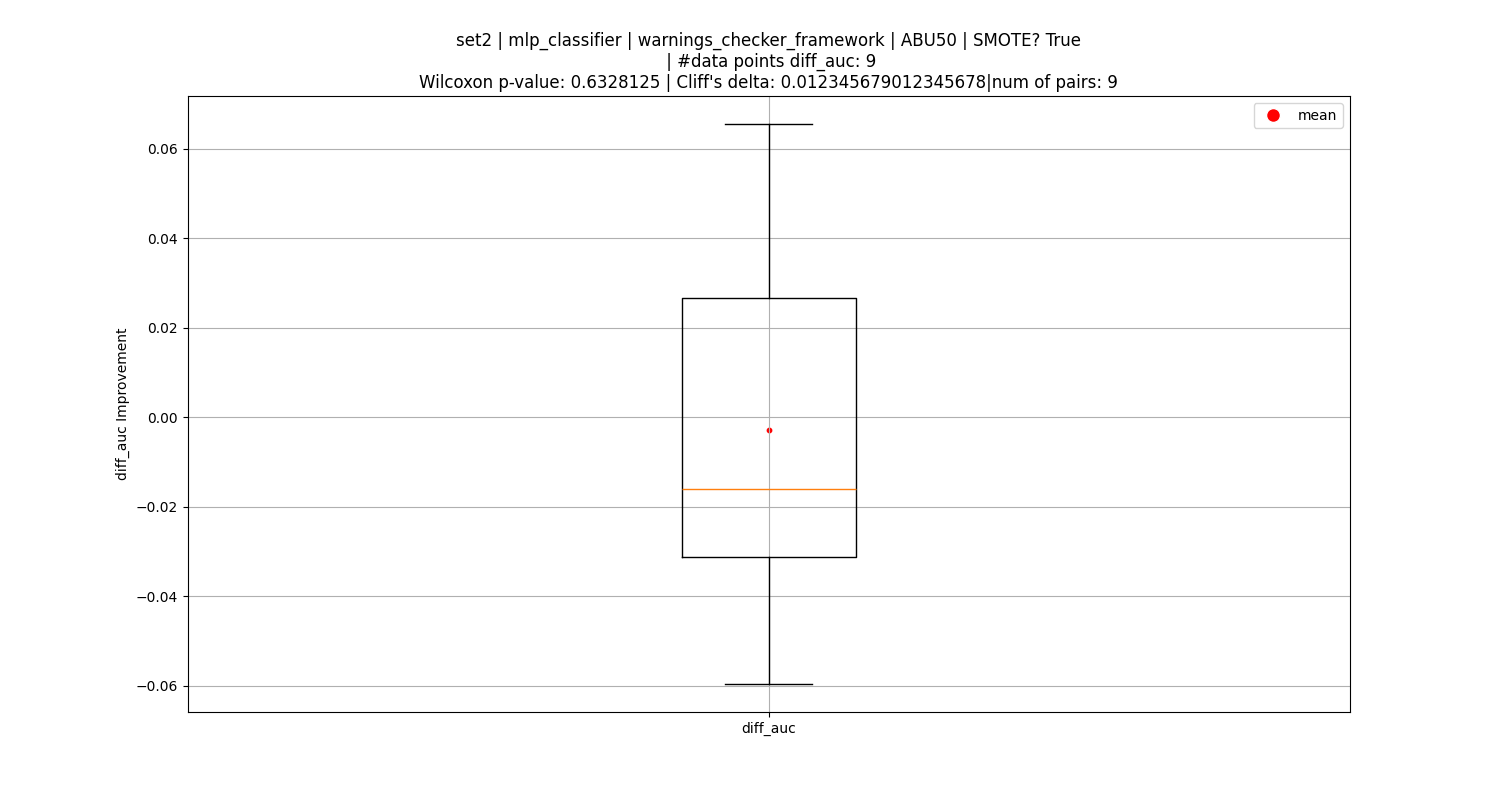 set2 | mlp_classifier | warnings_checker_framework | ABU50 | SMOTE? True
| #data points diff_auc: 9
Wilcoxon p-value: 0.6328125 | Cliff's delta: 0.012345679012345678|num of pairs: 9
mean
0.06
0.04
0.02
0.00
−0.02
−0.04
−0.06
diff_auc Improvement
diff_auc